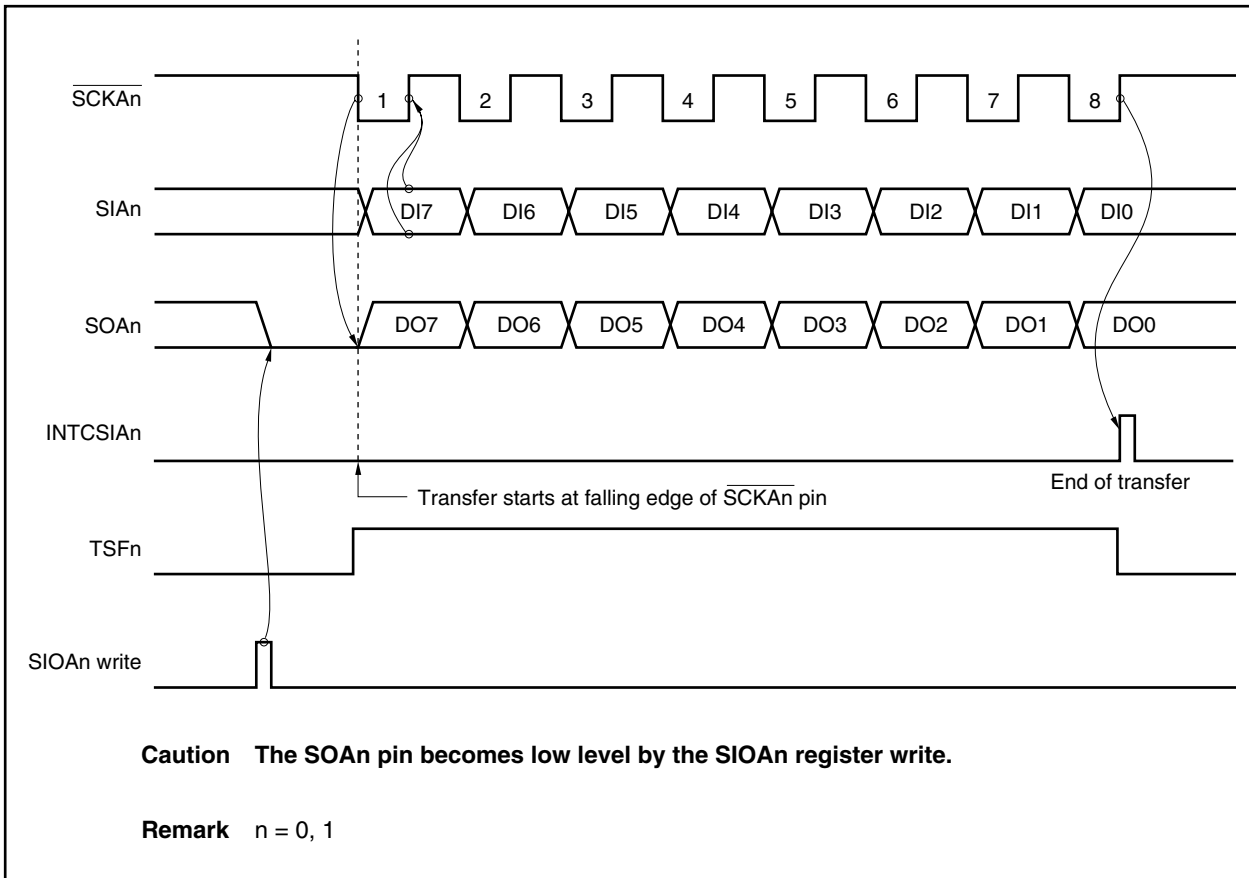 SCKAn
1 2 3 4 5 6 7 8
SIAn
DI7 DI6 DI5 DI4 DI3 DI2 DI1 DI0
SOAn
DO7 DO6 DO5 DO4 DO3 DO2 DO1 DO0
INTCSIAn
End of transfer
Transfer starts at falling edge of SCKAn pin
TSFn
SIOAn write
Caution The SOAn pin becomes low level by the SIOAn register write.
Remark n = 0, 1